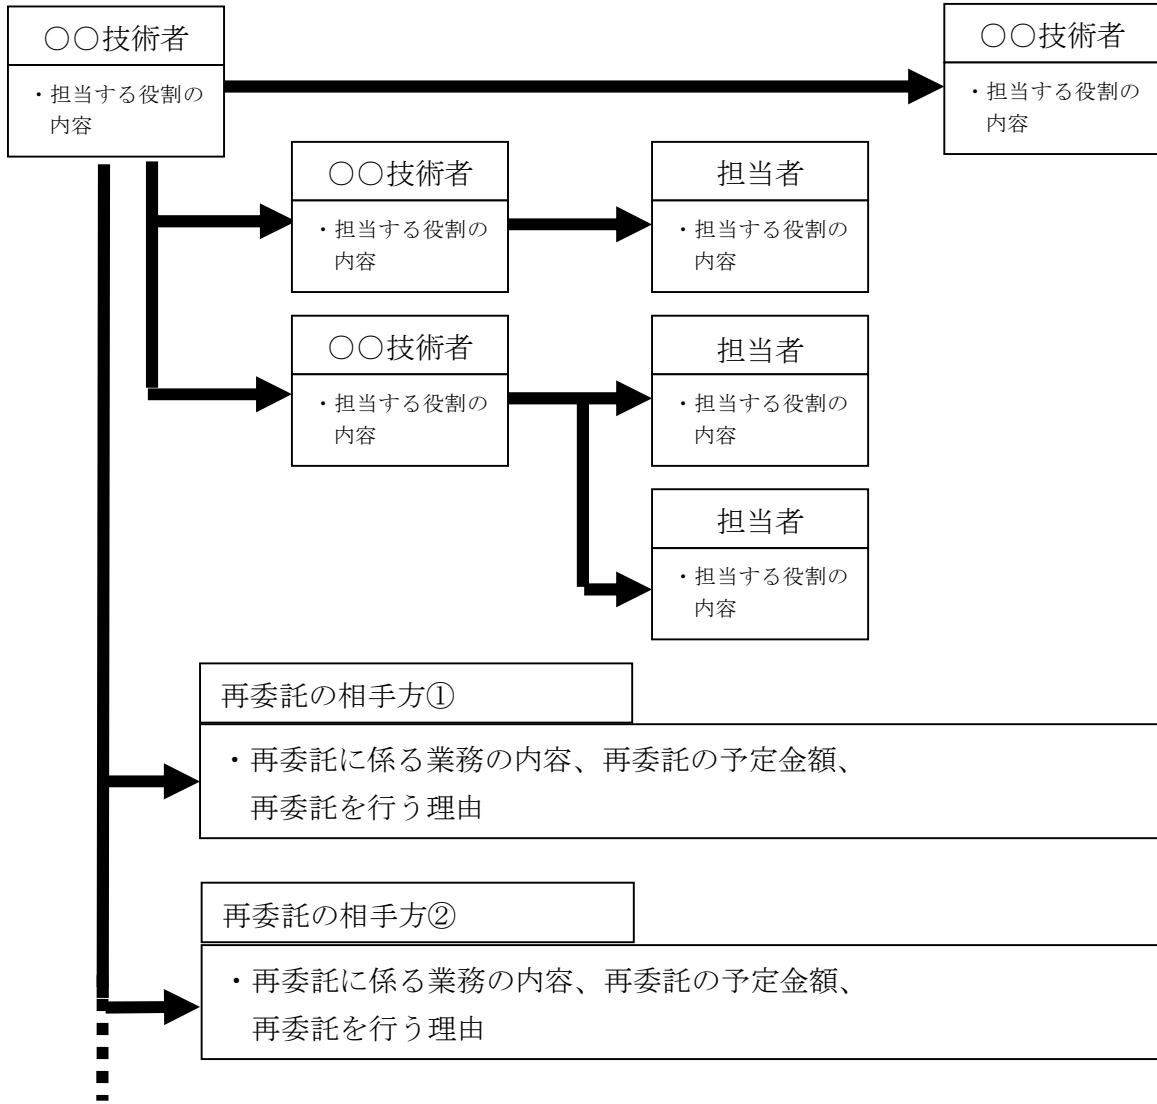 ○○技術者
・担当する役割の
内容
○○技術者
・担当する役割の
内容
○○技術者
・担当する役割の
内容
担当者
・担当する役割の
内容
○○技術者
・担当する役割の
内容
担当者
・担当する役割の
内容
担当者
・担当する役割の
内容
再委託の相手方①
・再委託に係る業務の内容、再委託の予定金額、
再委託を行う理由
再委託の相手方②
・再委託に係る業務の内容、再委託の予定金額、
再委託を行う理由